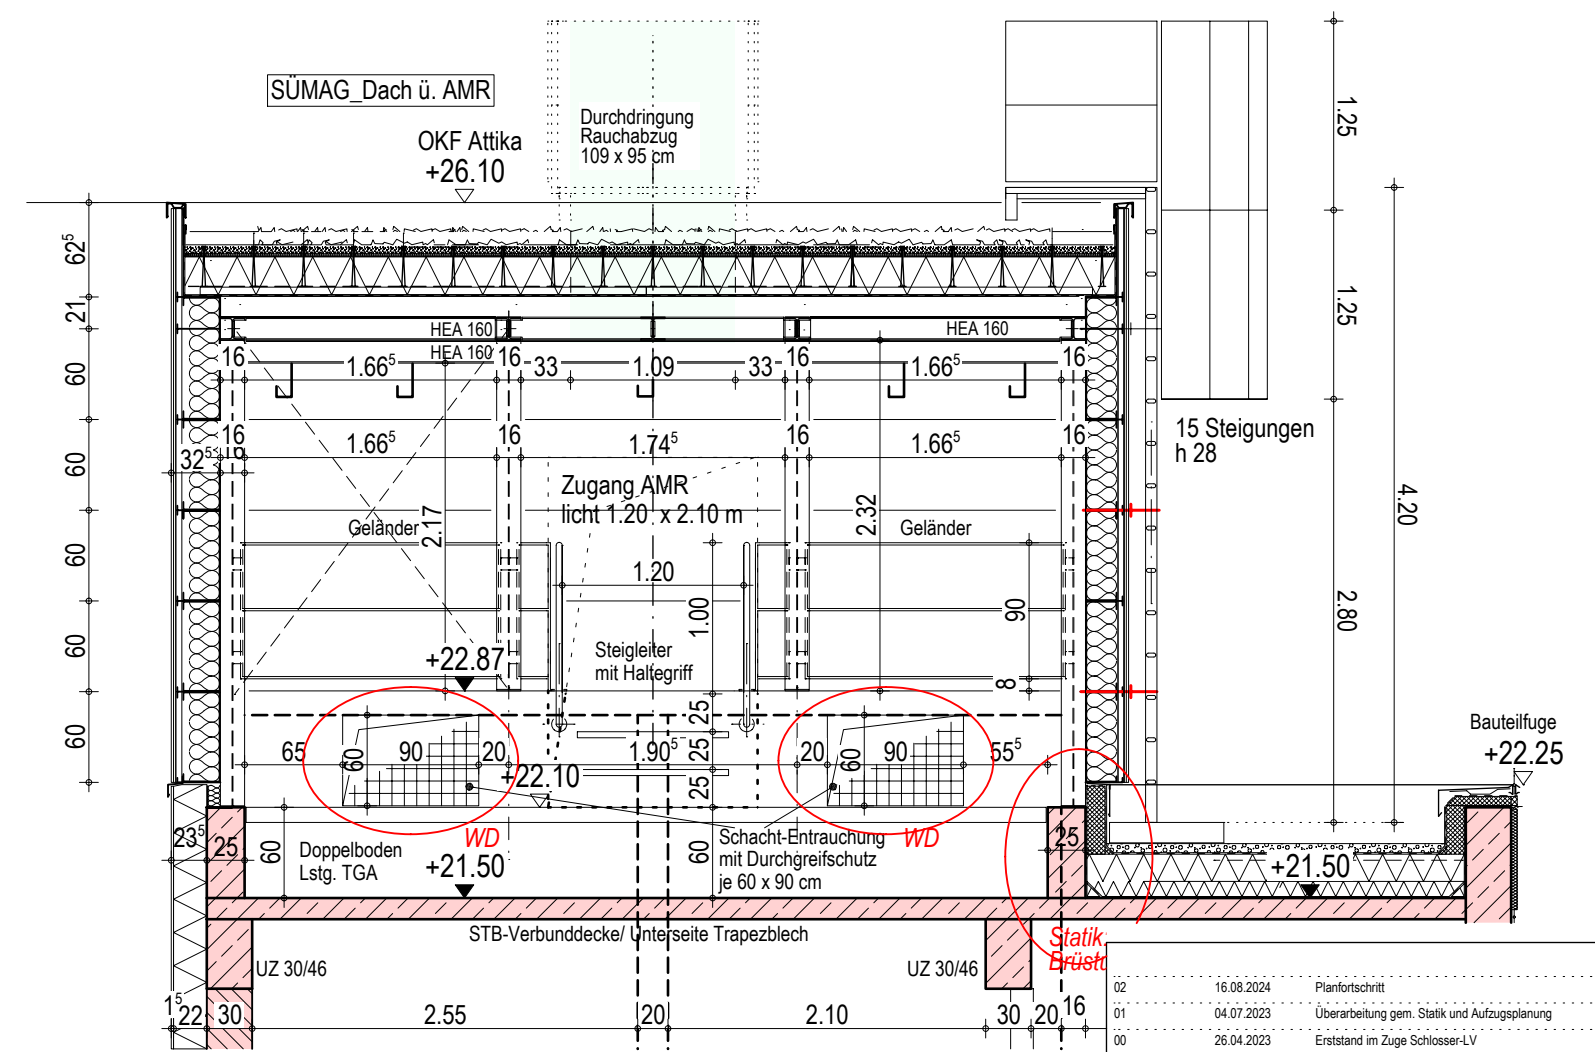 SÜMAG_Dach ü. AMR
OKF Attika
+26.10
Durchdringung
Rauchabzug
109 x 95 cm
1.25
62⁵
21
1.25
HEA 160
HEA 160
HEA 160
16
1.66⁵
16
33
1.09
33
16
1.66⁵
16
60
16
1.66⁵
1.74⁵
16
1.66⁵
16
15 Steigungen
h 28
32⁵
16
60
Zugang AMR
licht 1.20 x 2.10 m
4.20
Geländer
2.17
2.32
Geländer
60
1.20
1.00
90
2.80
60
Steigleiter
mit Haltegriff
+22.87
8
25
Bauteilfuge
+22.25
60
65
60
90
20
1.90⁵
25
20
60
90
55⁵
+22.10
25
23⁵
25
60
WD
Doppelboden
Lstg. TGA
+21.50
Schacht-Entrauchung
mit Durchgreifschutz
je 60 x 90 cm
60
WD
25
+21.50
STB-Verbunddecke/ Unterseite Trapezblech
Statik:
UZ 30/46
UZ 30/46
1⁵
22
30
2.55
20
2.10
30
20
16
02 16.08.2024 Planfortschritt
01 04.07.2023 Überarbeitung gem. Statik und Aufzugsplanung
00 26.04.2023 Erststand im Zuge Schlosser-LV